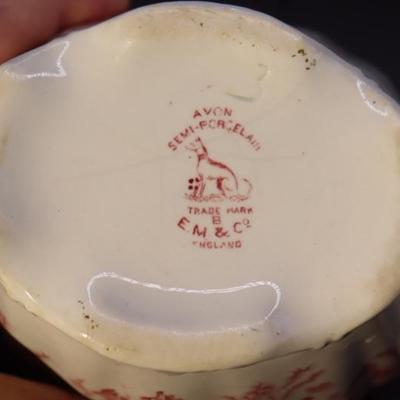 AVON
SEMI-PORCELAIN
TRADE MARK
B
E.M. & Co
ENGLAND